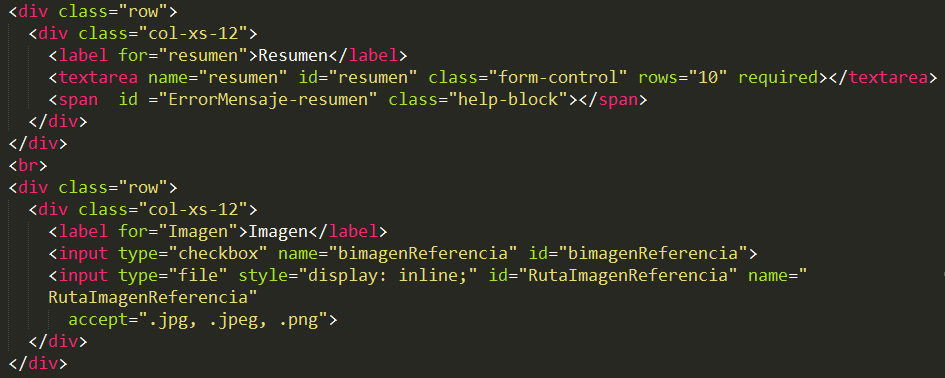 <div class="row">
  <div class="col-xs-12">
    <label for="resumen">Resumen</label>
    <textarea name="resumen" id="resumen" class="form-control" rows="10" required></textarea>
    <span  id ="ErrorMensaje-resumen" class="help-block"></span>
  </div>
</div>
<br>
<div class="row">
  <div class="col-xs-12">
    <label for="Imagen">Imagen</label>
    <input type="checkbox" name="bimagenReferencia" id="bimagenReferencia">
    <input type="file" style="display: inline;" id="RutaImagenReferencia" name="
    RutaImagenReferencia"
      accept=".jpg, .jpeg, .png">
  </div>
</div>